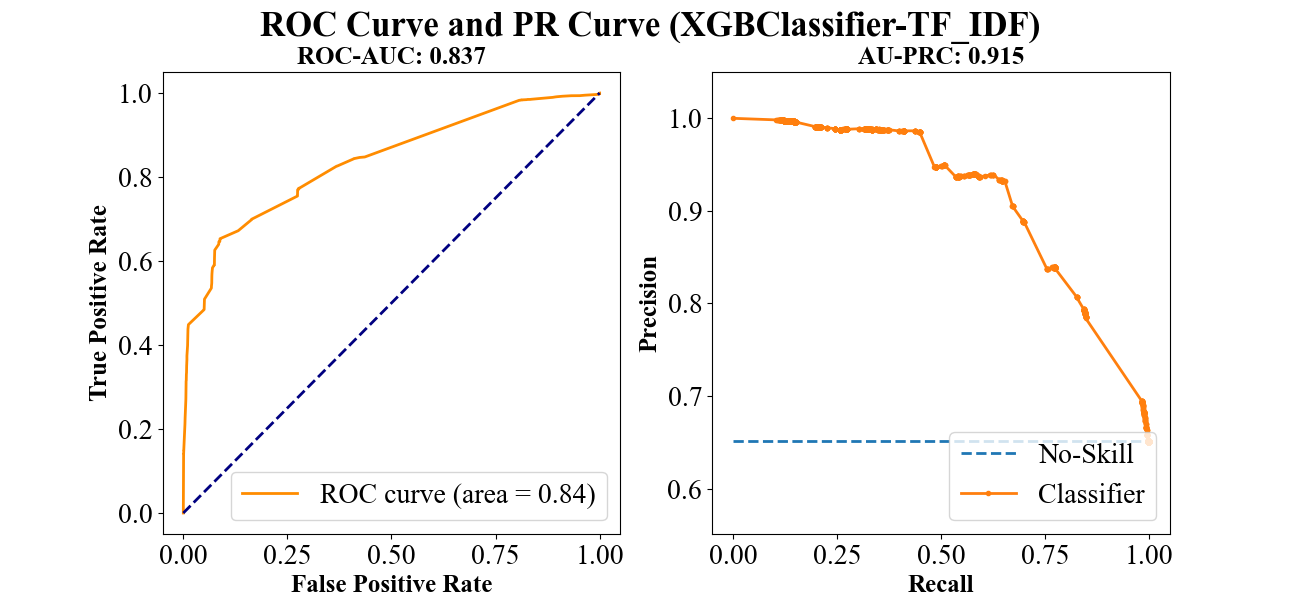 ROC Curve and PR Curve (XGBClassifier-TF_IDF)
ROC-AUC: 0.837
True Positive Rate
1.0
0.8
0.6
0.4
0.2
0.0
ROC curve (area = 0.84)
0.00 0.25 0.50 0.75 1.00
False Positive Rate
AU-PRC: 0.915
Precision
1.0
0.9
0.8
0.7
0.6
No-Skill
Classifier
0.00 0.25 0.50 0.75 1.00
Recall